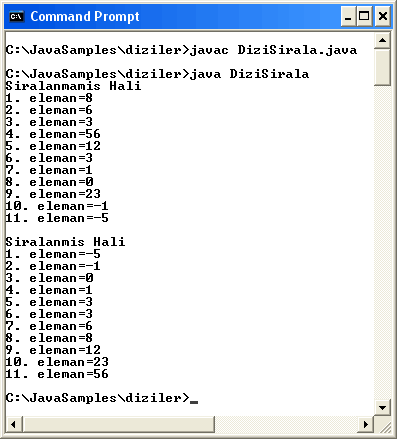 Command Prompt
C:\JavaSamples\diziler>javac DiziSirala.java
C:\JavaSamples\diziler>java DiziSirala
Siralanmamis Hali
1. eleman=8
2. eleman=6
3. eleman=3
4. eleman=56
5. eleman=12
6. eleman=3
7. eleman=1
8. eleman=0
9. eleman=23
10. eleman=-1
11. eleman=-5
Siralanmis Hali
1. eleman=-5
2. eleman=-1
3. eleman=0
4. eleman=1
5. eleman=3
6. eleman=3
7. eleman=6
8. eleman=8
9. eleman=12
10. eleman=23
11. eleman=56
C:\JavaSamples\diziler>_